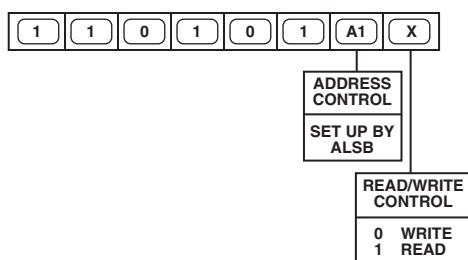 1 1 0 1 0 1 A1 X
ADDRESS
CONTROL
SET UP BY
ALSB
READ/WRITE
CONTROL
0 WRITE
1 READ